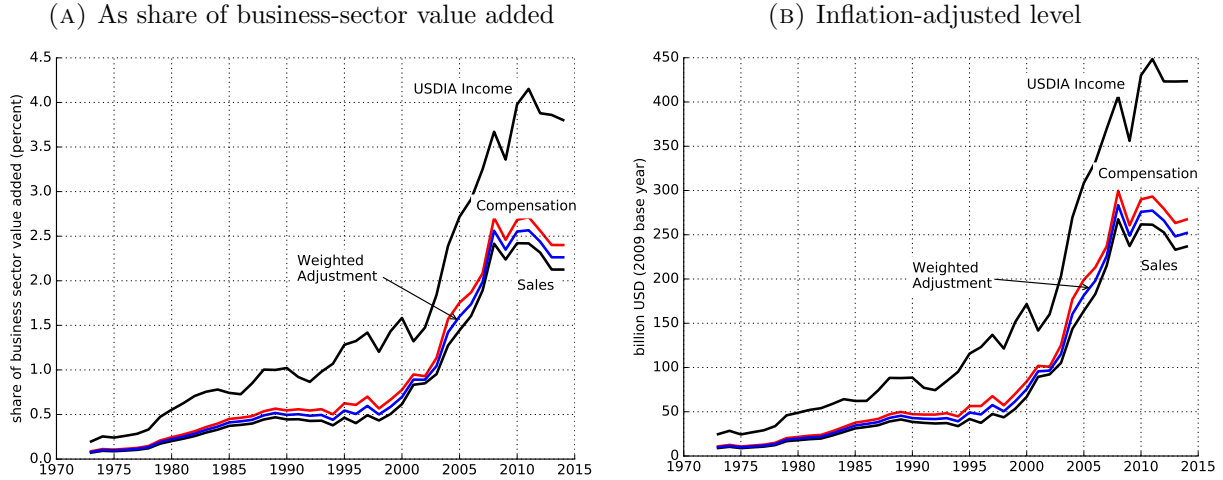 (A) As share of business-sector value added
share of business sector value added (percent)
4.5
4.0
3.5
3.0
2.5
2.0
1.5
1.0
0.5
0.0
1970 1975 1980 1985 1990 1995 2000 2005 2010 2015
USDIA Income
Compensation
Weighted
Adjustment
Sales
(B) Inflation-adjusted level
billion USD (2009 base year)
450
400
350
300
250
200
150
100
50
0
1970 1975 1980 1985 1990 1995 2000 2005 2010 2015
USDIA Income
Compensation
Weighted
Adjustment
Sales